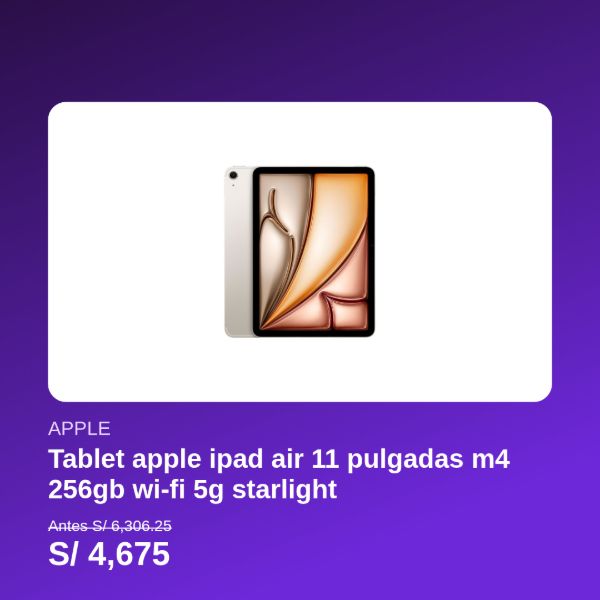 APPLE
Tablet apple ipad air 11 pulgadas m4
256gb wi-fi 5g starlight
Antes S/ 6,306.25
S/ 4,675